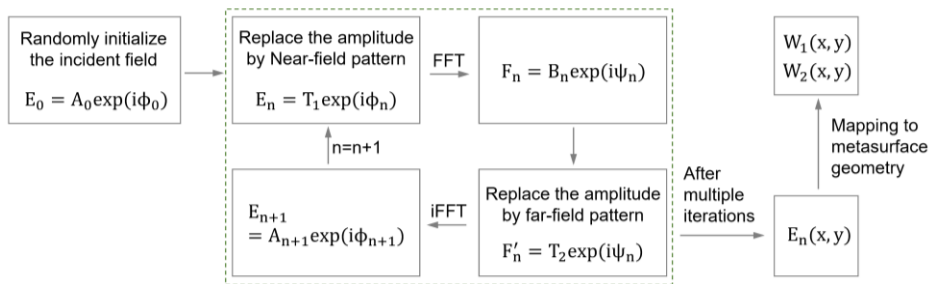 Randomly initialize
the incident field
E₀ = A₀exp(iϕ₀)
Replace the amplitude
by Near-field pattern
Eₙ = T₁exp(iϕₙ)
FFT
Fₙ = Bₙexp(iψₙ)
n=n+1
Eₙ₊₁
= Aₙ₊₁exp(iϕₙ₊₁)
iFFT
Replace the amplitude
by far-field pattern
F′ₙ = T₂exp(iψₙ)
After
multiple
iterations
Eₙ(x, y)
Mapping to
metasurface
geometry
W₁(x, y)
W₂(x, y)